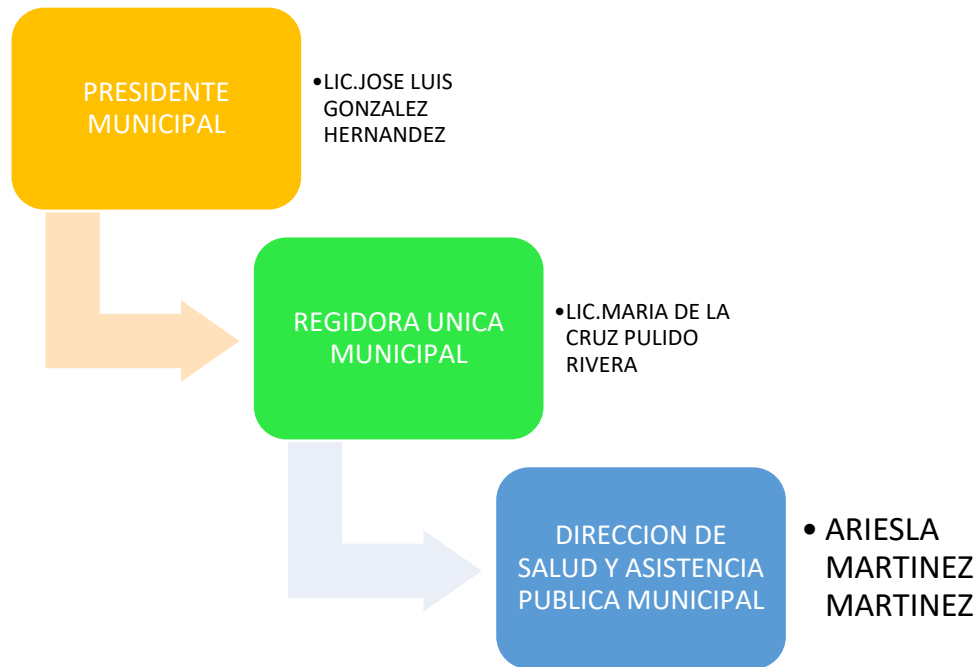 PRESIDENTE
MUNICIPAL
•LIC.JOSE LUIS
GONZALEZ
HERNANDEZ
REGIDORA UNICA
MUNICIPAL
•LIC.MARIA DE LA
CRUZ PULIDO
RIVERA
DIRECCION DE
SALUD Y ASISTENCIA
PUBLICA MUNICIPAL
• ARIESLA
MARTINEZ
MARTINEZ